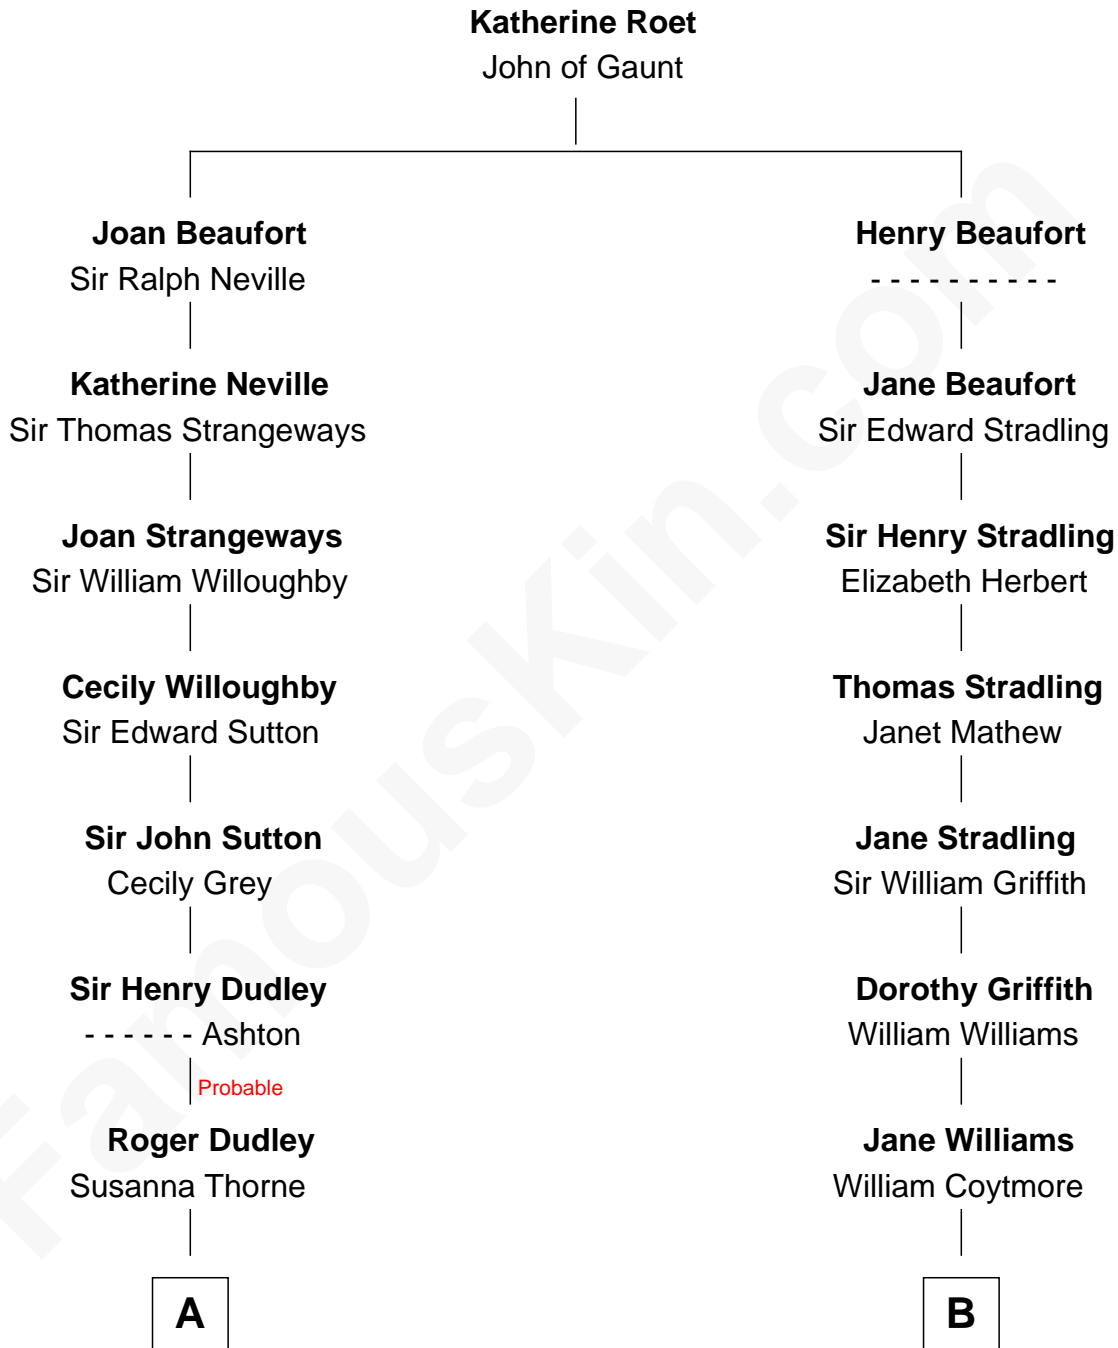 Katherine Roet
John of Gaunt
Joan Beaufort
Sir Ralph Neville
Henry Beaufort
- - - - - - - - - -
Katherine Neville
Sir Thomas Strangeways
Jane Beaufort
Sir Edward Stradling
Joan Strangeways
Sir William Willoughby
Sir Henry Stradling
Elizabeth Herbert
Cecily Willoughby
Sir Edward Sutton
Thomas Stradling
Janet Mathew
Sir John Sutton
Cecily Grey
Jane Stradling
Sir William Griffith
Sir Henry Dudley
- - - - - - Ashton
Dorothy Griffith
William Williams
Probable
Roger Dudley
Susanna Thorne
Jane Williams
William Coytmore
A
B
FamousKin.com